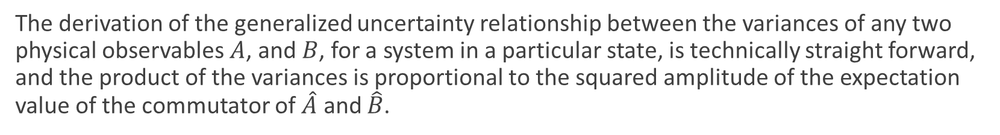 The derivation of the generalized uncertainty relationship between the variances of any two
physical observables A, and B, for a system in a particular state, is technically straight forward,
and the product of the variances is proportional to the squared amplitude of the expectation
value of the commutator of Â and B̂.